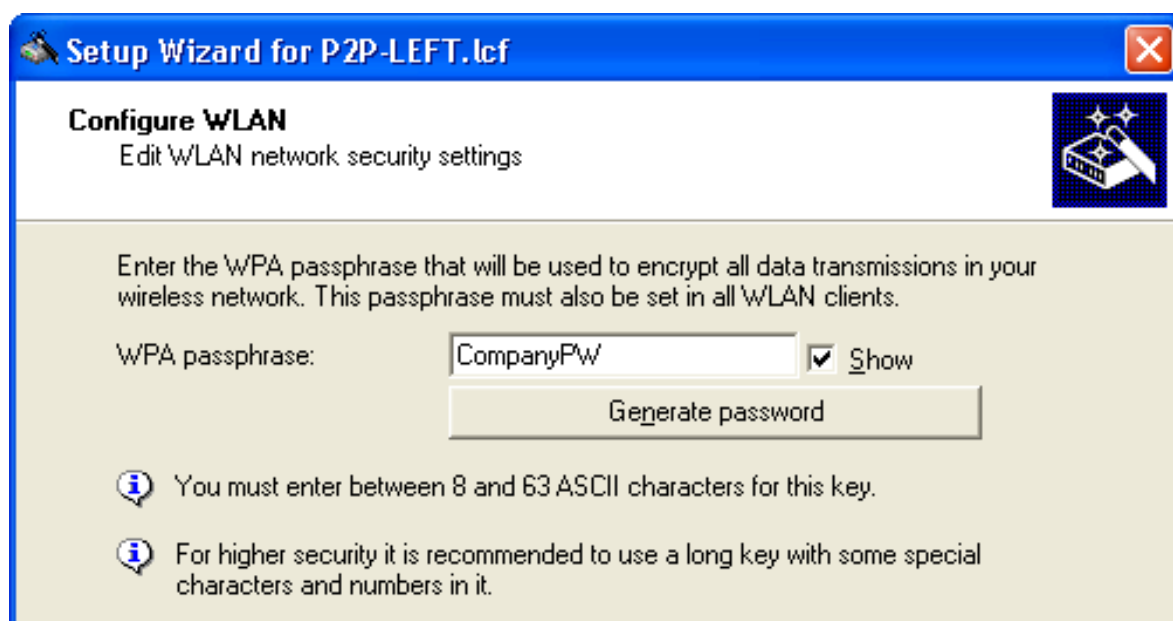 Setup Wizard for P2P-LEFT.lcf
Configure WLAN
Edit WLAN network security settings
Enter the WPA passphrase that will be used to encrypt all data transmissions in your
wireless network. This passphrase must also be set in all WLAN clients.
WPA passphrase: CompanyPW Show
Generate password
You must enter between 8 and 63 ASCII characters for this key.
For higher security it is recommended to use a long key with some special
characters and numbers in it.